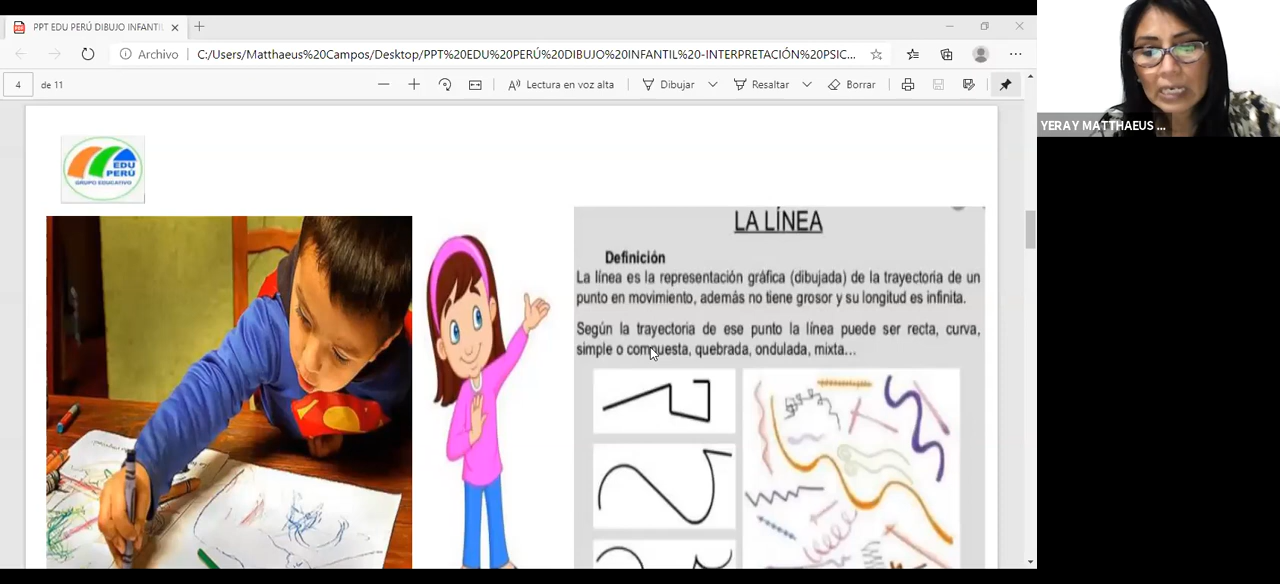 PPT EDU PERÚ DIBUJO INFANTIL
Archivo
C:/Users/Matthaeus%20Campos/Desktop/PPT%20EDU%20PERÚ%20DIBUJO%20INFANTIL%20-INTERPRETACIÓN%20PSIC...
4
de 11
Lectura en voz alta
Dibujar
Resaltar
Borrar
YERAY MATTHAEUS ...
EDU
PERÚ
GRUPO EDUCATIVO
LA LÍNEA
Definición
La línea es la representación gráfica (dibujada) de la trayectoria de un
punto en movimiento, además no tiene grosor y su longitud es infinita.
Según la trayectoria de ese punto la línea puede ser recta, curva,
simple o compuesta, quebrada, ondulada, mixta...